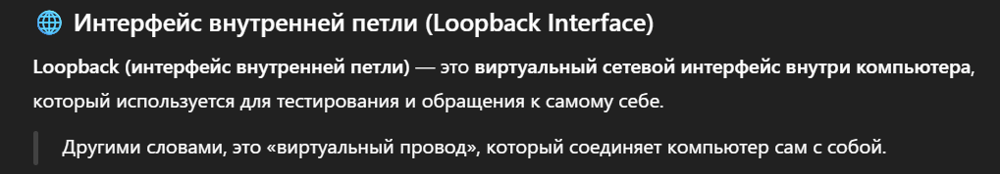 🌐 Интерфейс внутренней петли (Loopback Interface)
Loopback (интерфейс внутренней петли) — это виртуальный сетевой интерфейс внутри компьютера,
который используется для тестирования и обращения к самому себе.
Другими словами, это «виртуальный провод», который соединяет компьютер сам с собой.